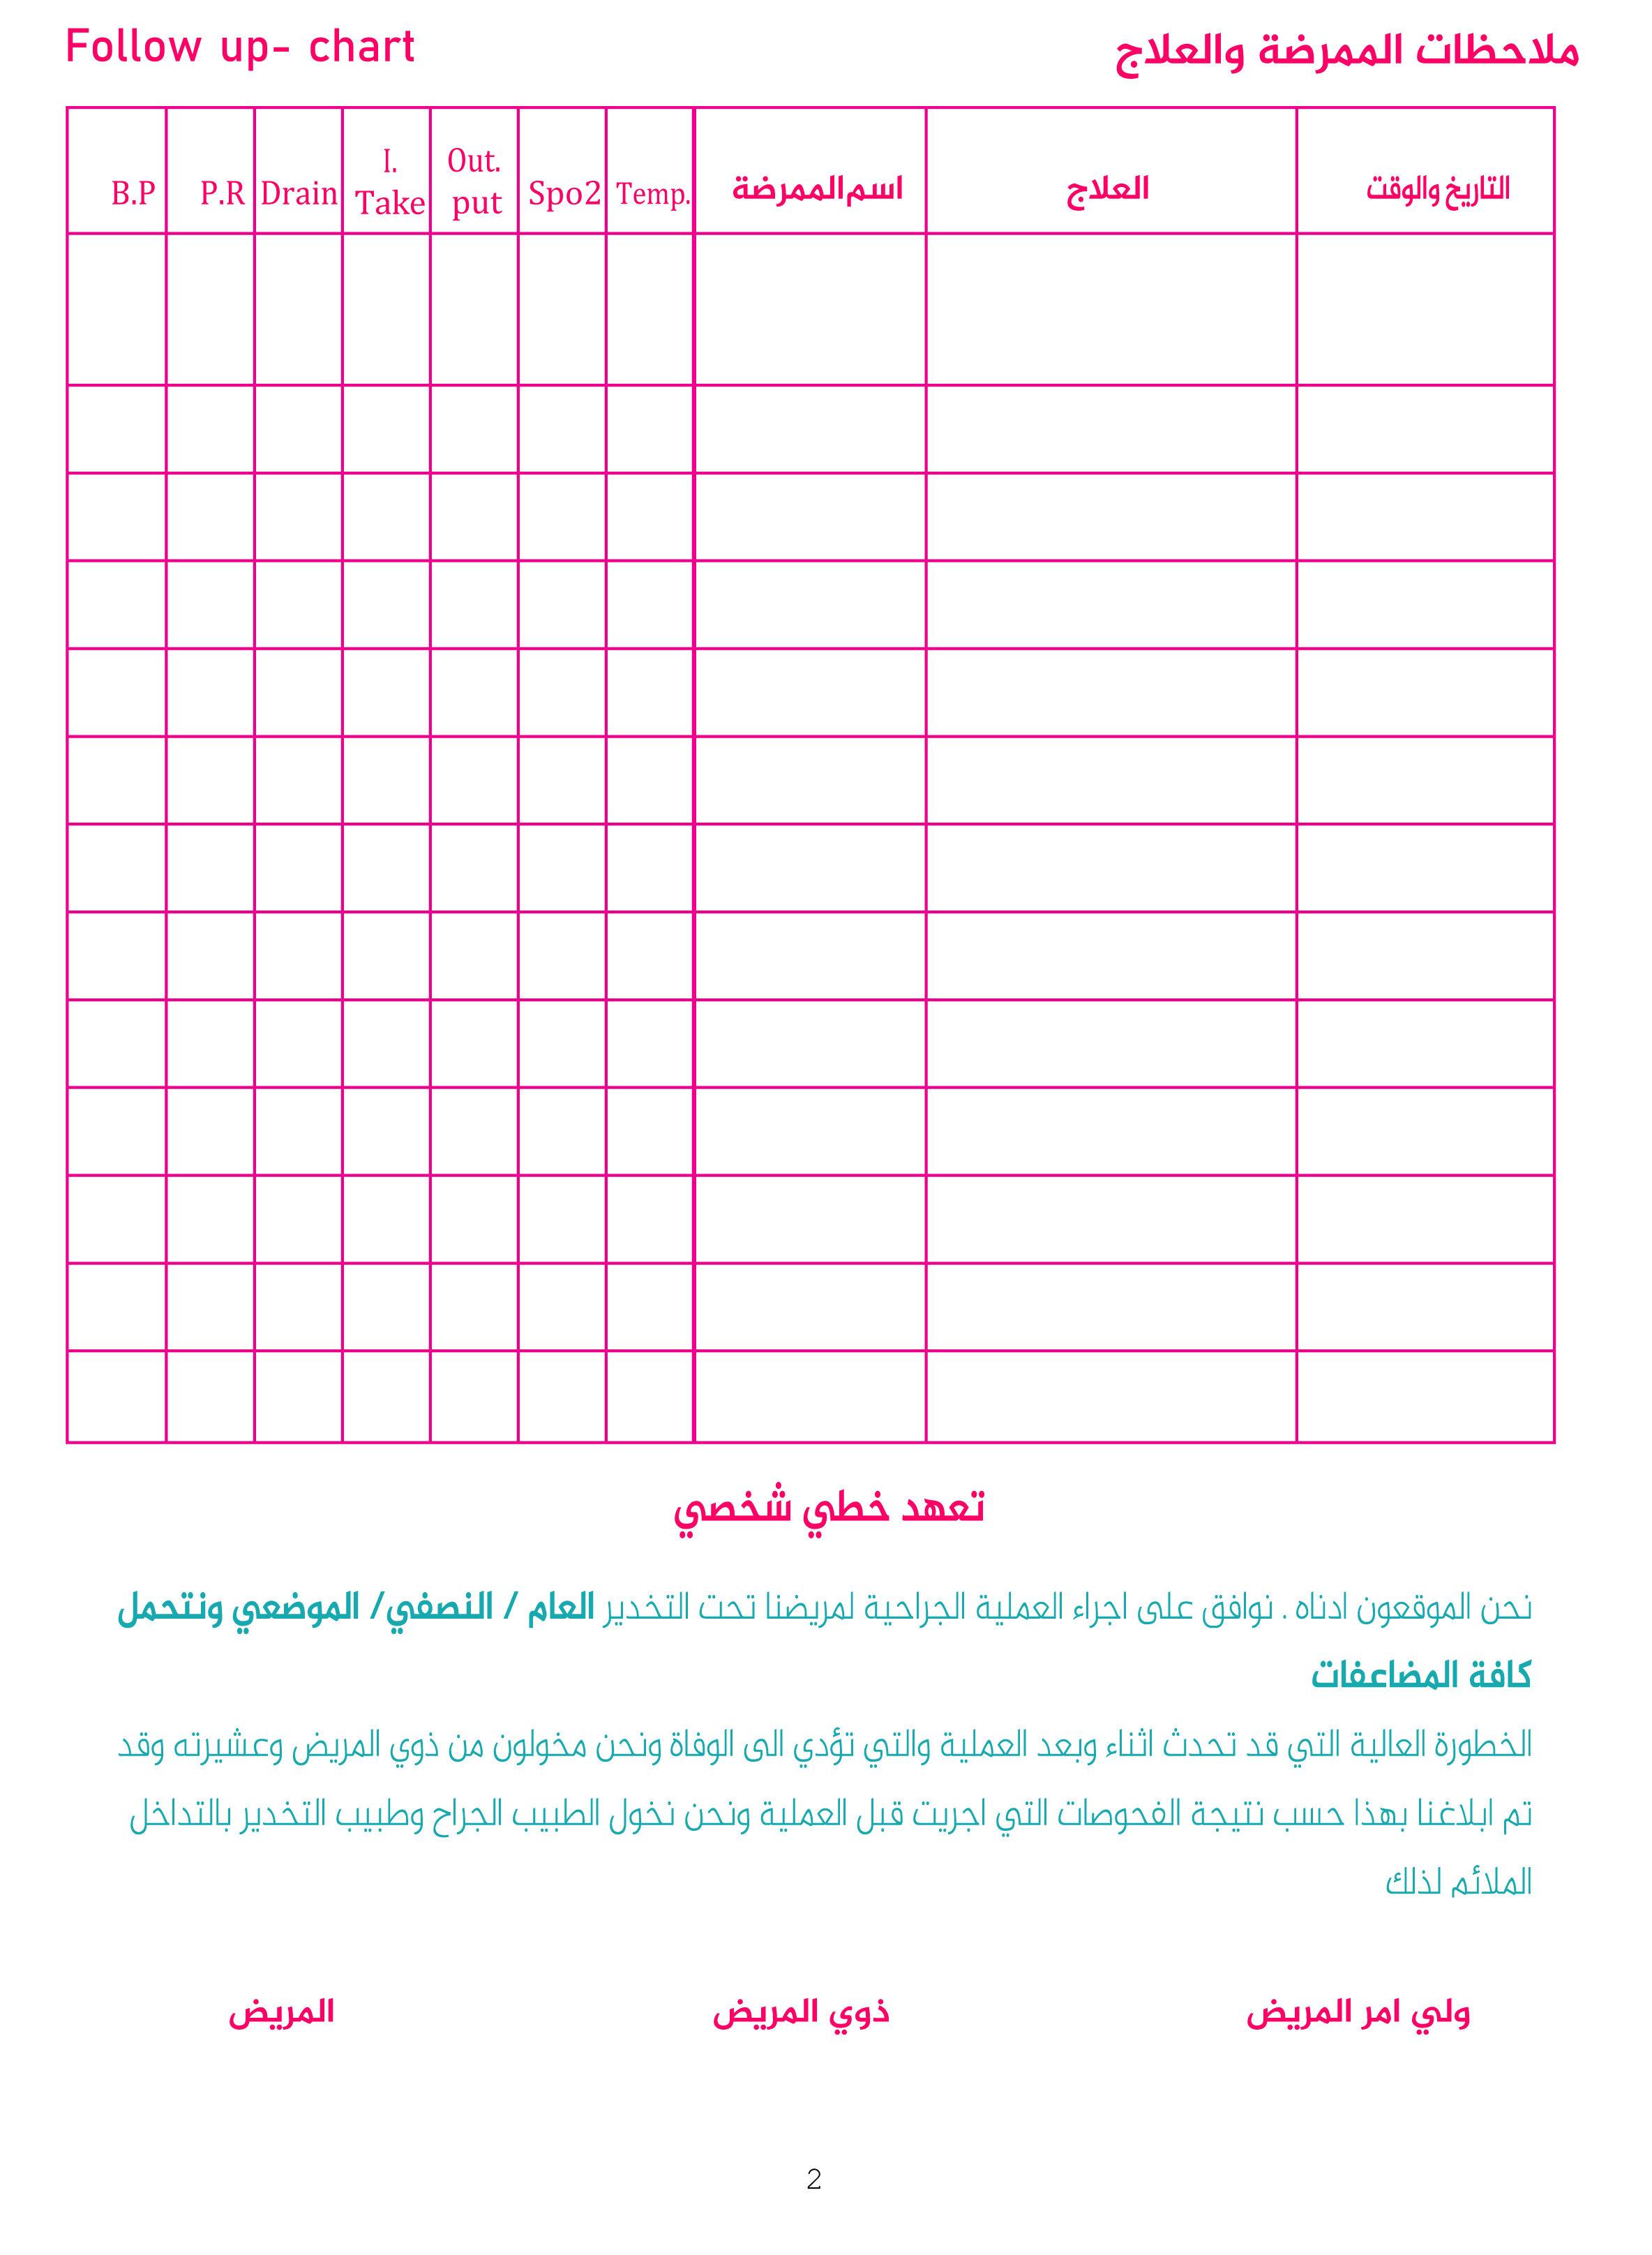 Follow up- chart
ملاحظات الممرضة والعلاج
B.P
P.R
Drain
I.
Take
Out.
put
Spo2
Temp.
اسم الممرضة
العلاج
التاريخ والوقت
تعهد خطي شخصي
نحن الموقعون ادناه . نوافق على اجراء العملية الجراحية لمريضنا تحت التخدير العام / النصفي/ الموضعي ونتحمل
كافة المضاعفات
الخطورة العالية التي قد تحدث اثناء وبعد العملية والتي تؤدي الى الوفاة ونحن مخولون من ذوي المريض وعشيرته وقد
تم ابلاغنا بهذا حسب نتيجة الفحوصات التي اجريت قبل العملية ونحن نخول الطبيب الجراح وطبيب التخدير بالتداخل
الملائم لذلك
ولي امر المريض
ذوي المريض
المريض
2